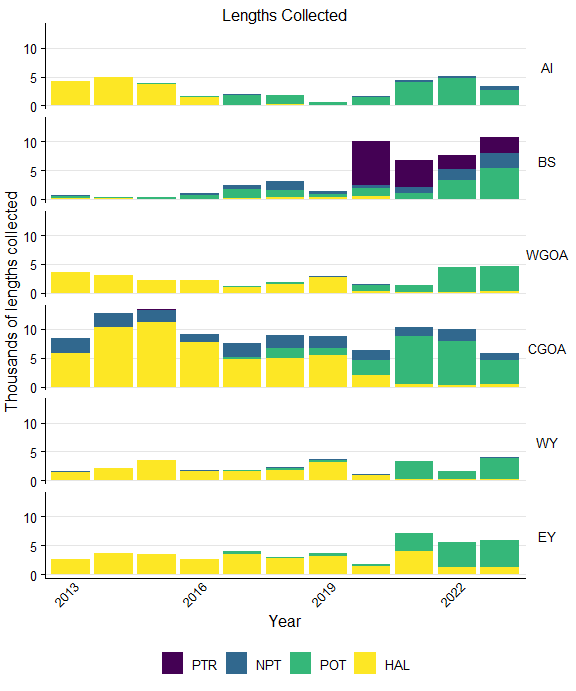 Lengths Collected
10
5
0
AI
10
5
0
BS
10
5
0
WGOA
10
5
0
CGOA
10
5
0
WY
10
5
0
EY
Thousands of lengths collected
2013 2016 2019 2022
Year
PTR NPT POT HAL